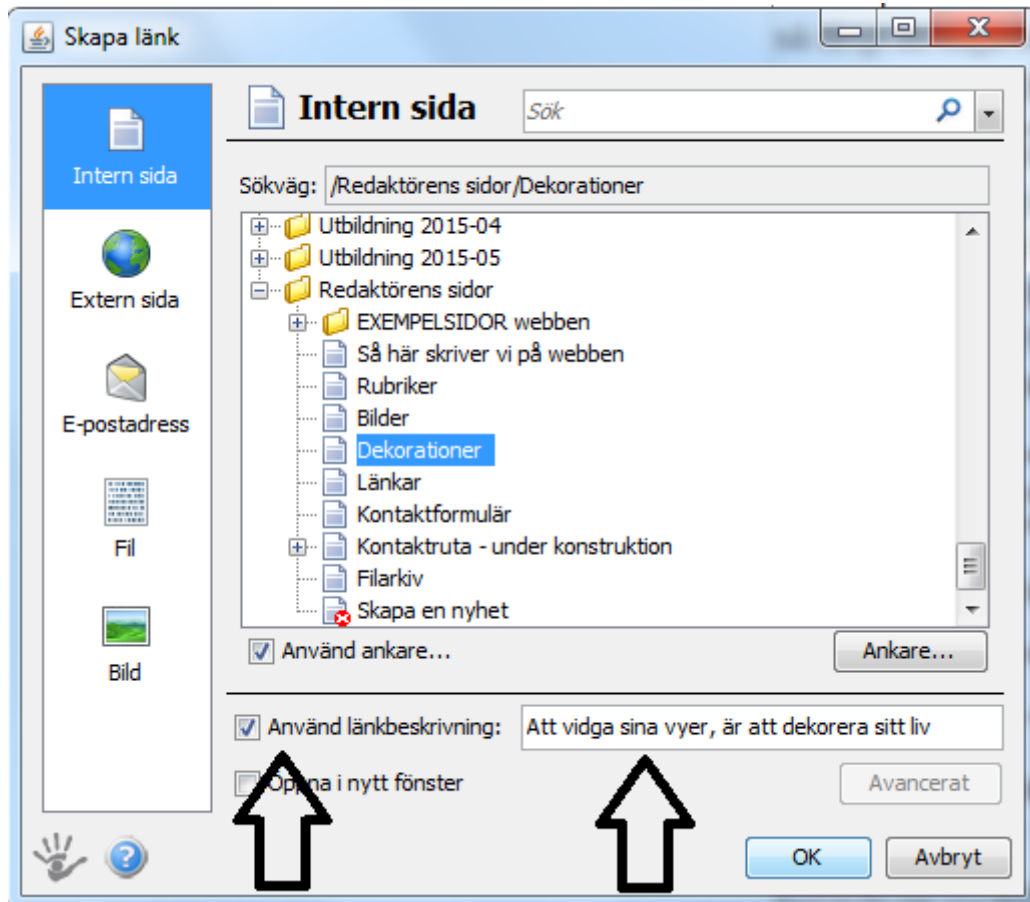 Skapa länk
Intern sida
Extern sida
E-postadress
Fil
Bild
Intern sida
Sök
Sökväg: /Redaktörens sidor/Dekorationer
Utbildning 2015-04
Utbildning 2015-05
Redaktörens sidor
EXEMPELSIDOR webben
Så här skriver vi på webben
Rubriker
Bilder
Dekorationer
Länkar
Kontaktformulär
Kontaktruta - under konstruktion
Filarkiv
Skapa en nyhet
Använd ankare... Ankare...
Använd länkbeskrivning: Att vidga sina vyer, är att dekorera sitt liv
Öppna i nytt fönster Avancerat
OK Avbryt